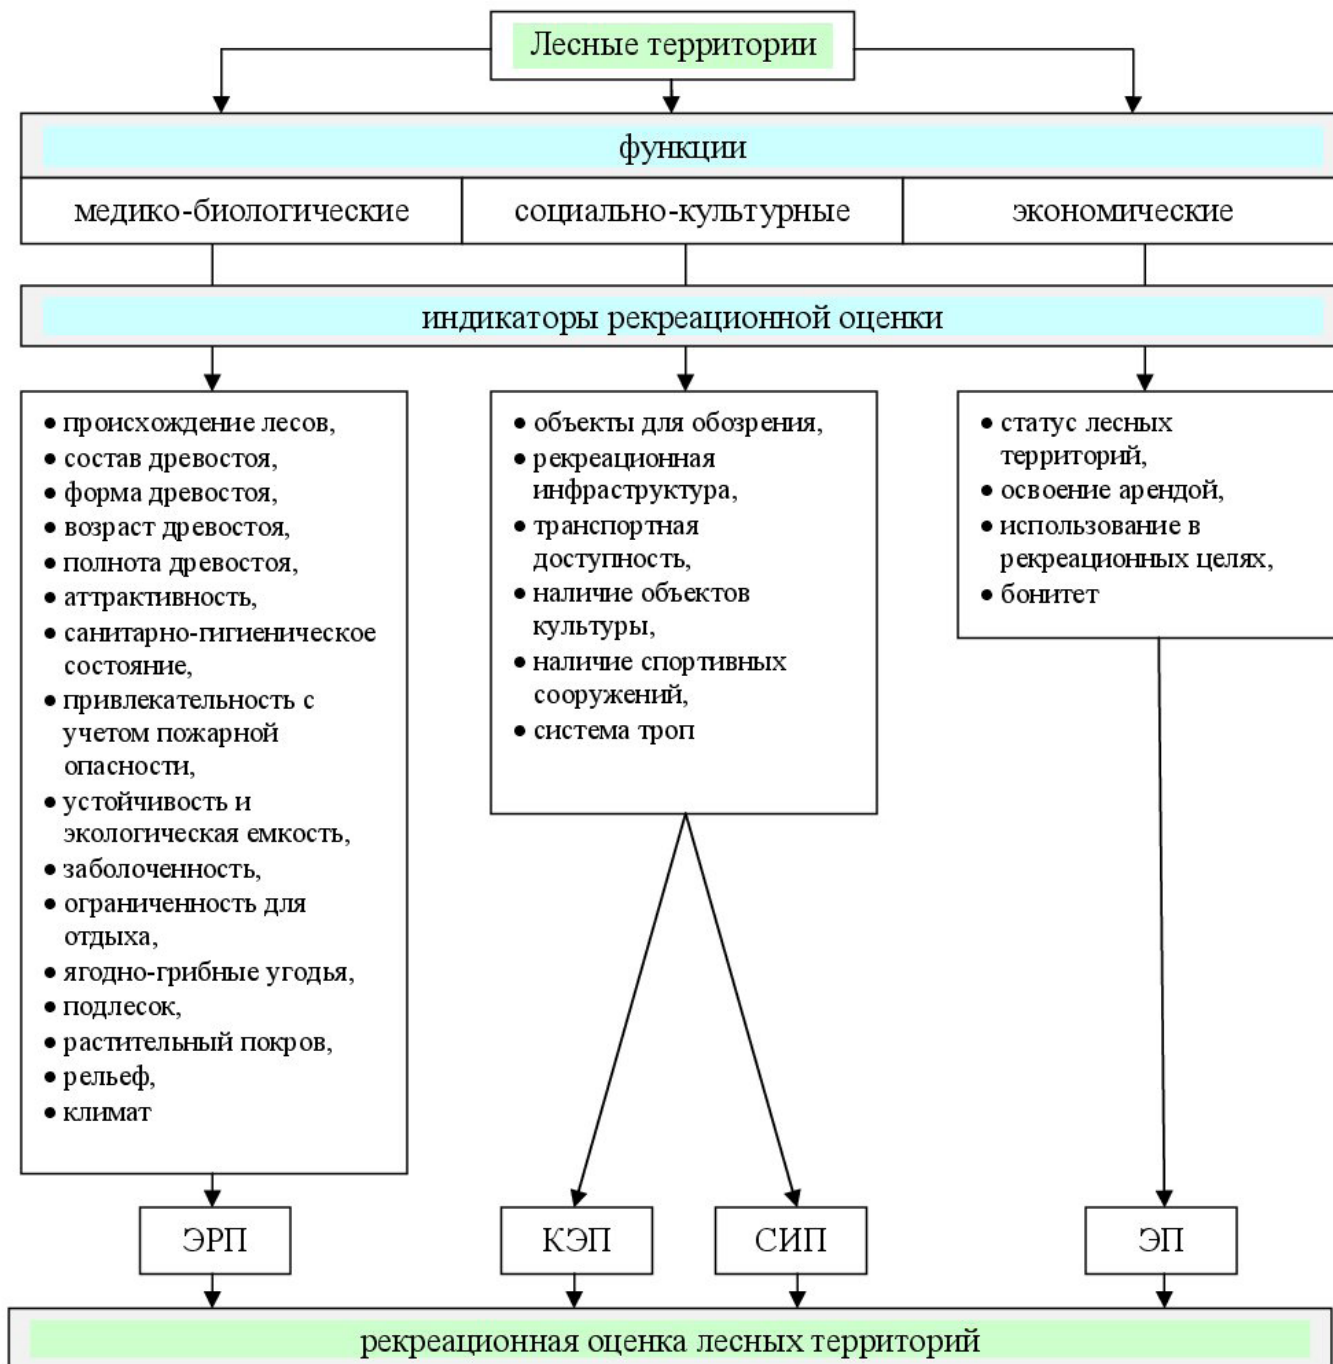 Лесные территории
функции
медико-биологические
социально-культурные
экономические
индикаторы рекреационной оценки
• происхождение лесов,
• состав древостоя,
• форма древостоя,
• возраст древостоя,
• полнота древостоя,
• аттрактивность,
• санитарно-гигиеническое
состояние,
• привлекательность с
учетом пожарной
опасности,
• устойчивость и
экологическая емкость,
• заболоченность,
• ограниченность для
отдыха,
• ягодно-грибные угодья,
• подлесок,
• растительный покров,
• рельеф,
• климат
• объекты для обозрения,
• рекреационная
инфраструктура,
• транспортная
доступность,
• наличие объектов
культуры,
• наличие спортивных
сооружений,
• система троп
• статус лесных
территорий,
• освоение арендой,
• использование в
рекреационных целях,
• бонитет
ЭРП
КЭП
СИП
ЭП
рекреационная оценка лесных территорий